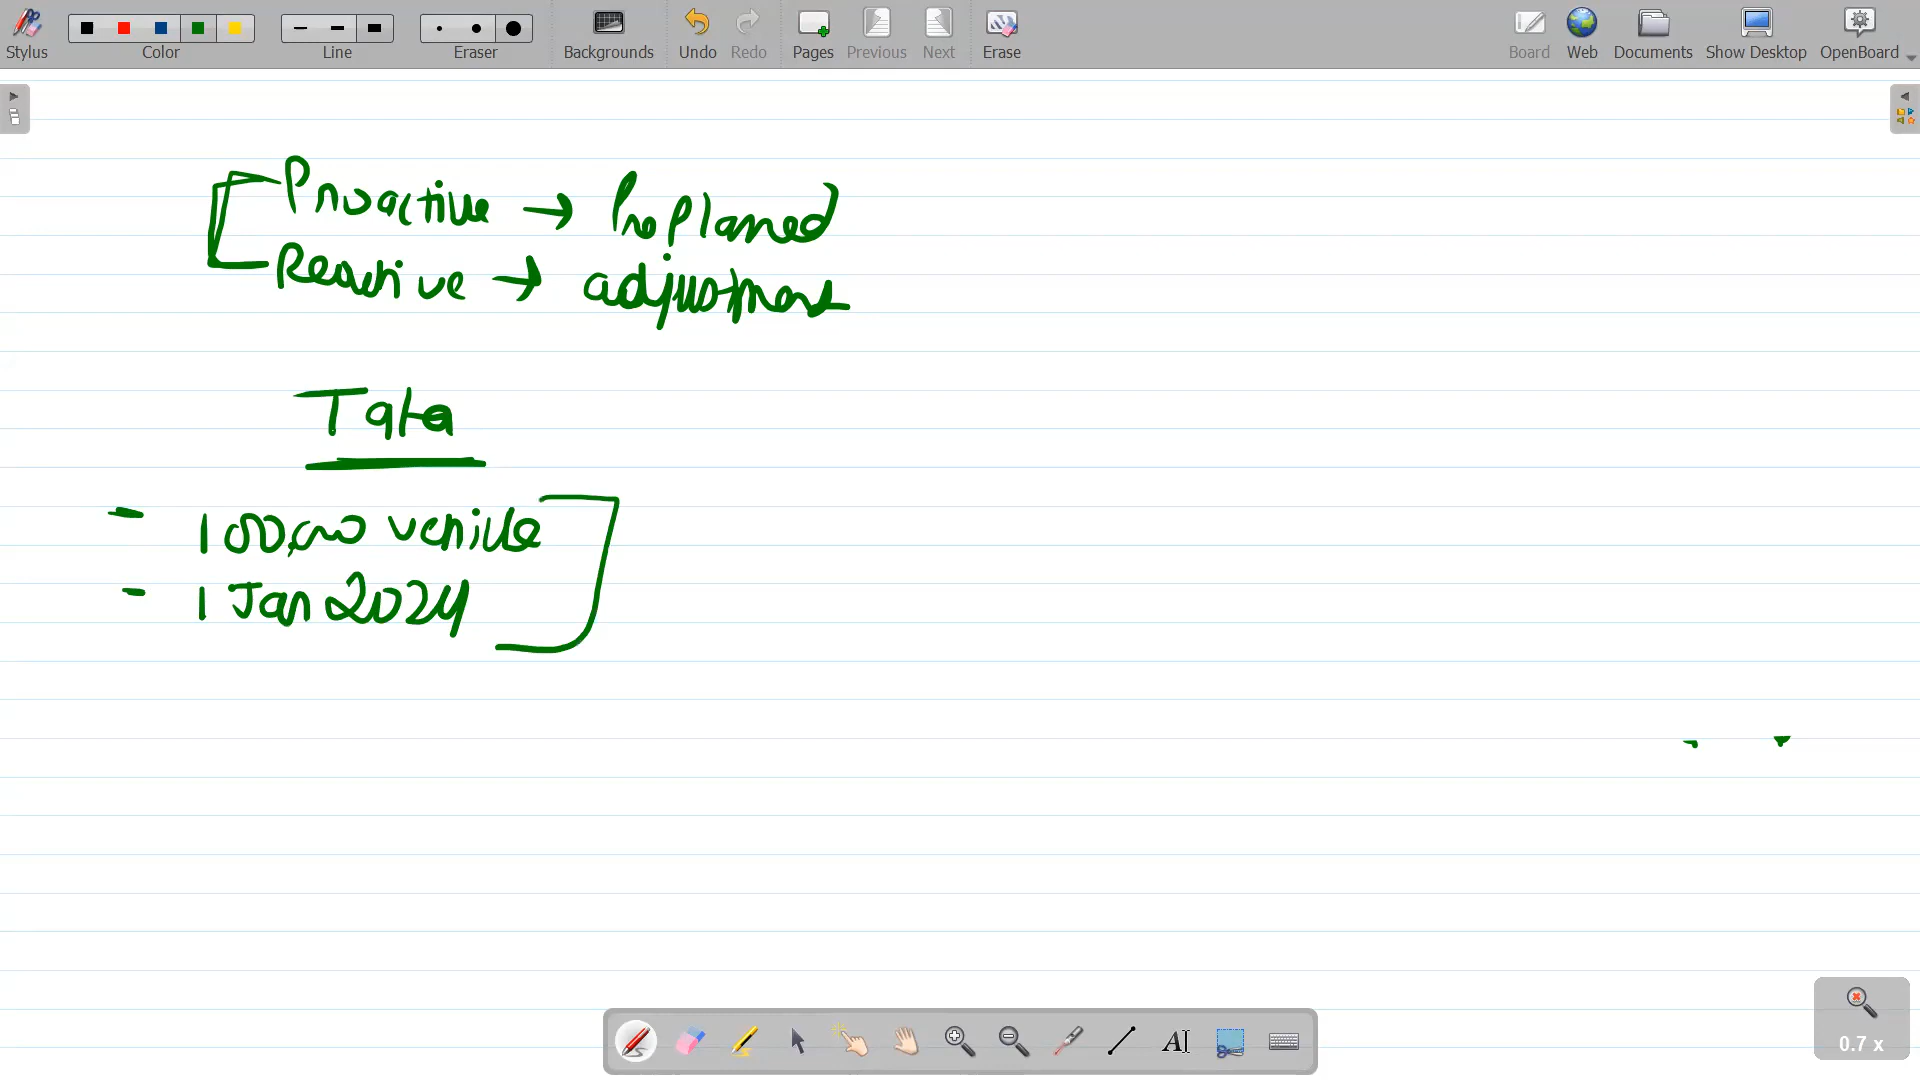 Stylus Color Line Eraser Backgrounds Undo Redo Pages Previous Next Erase Board Web Documents Show Desktop OpenBoard
Proactive → Preplanned
Reactive → adjustment
Tata
- 100,000 vehicle
- 1 Jan 2024
0.7 x